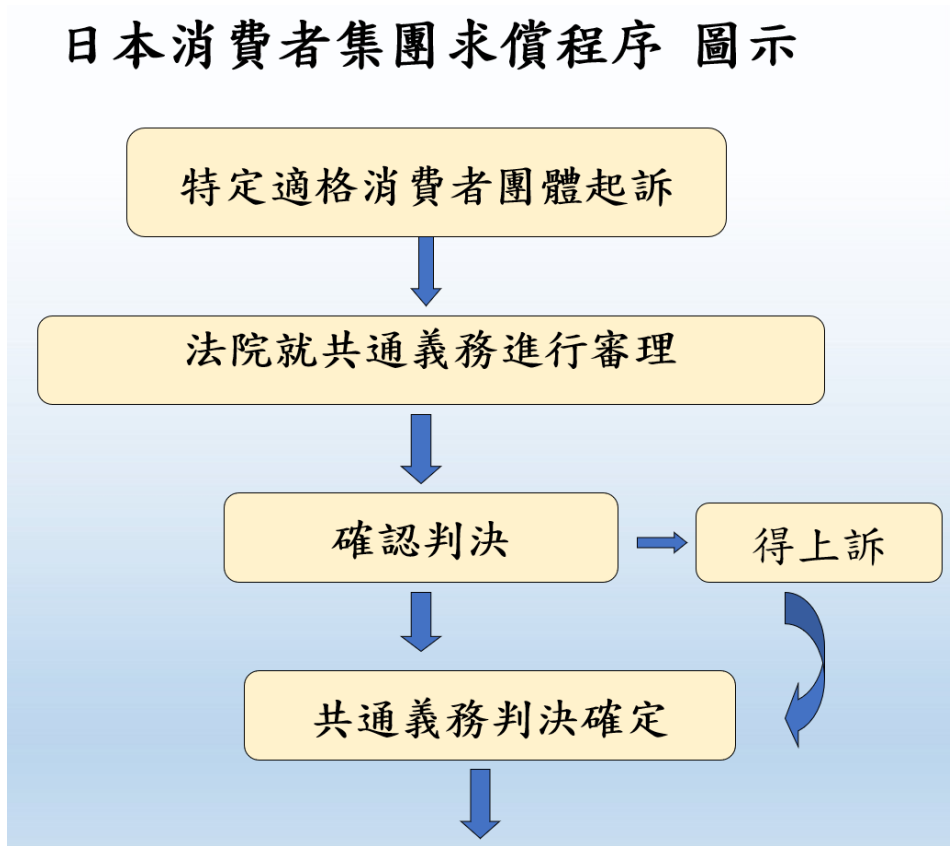 日本消費者集團求償程序 圖示
特定適格消費者團體起訴
法院就共通義務進行審理
確認判決
得上訴
共通義務判決確定